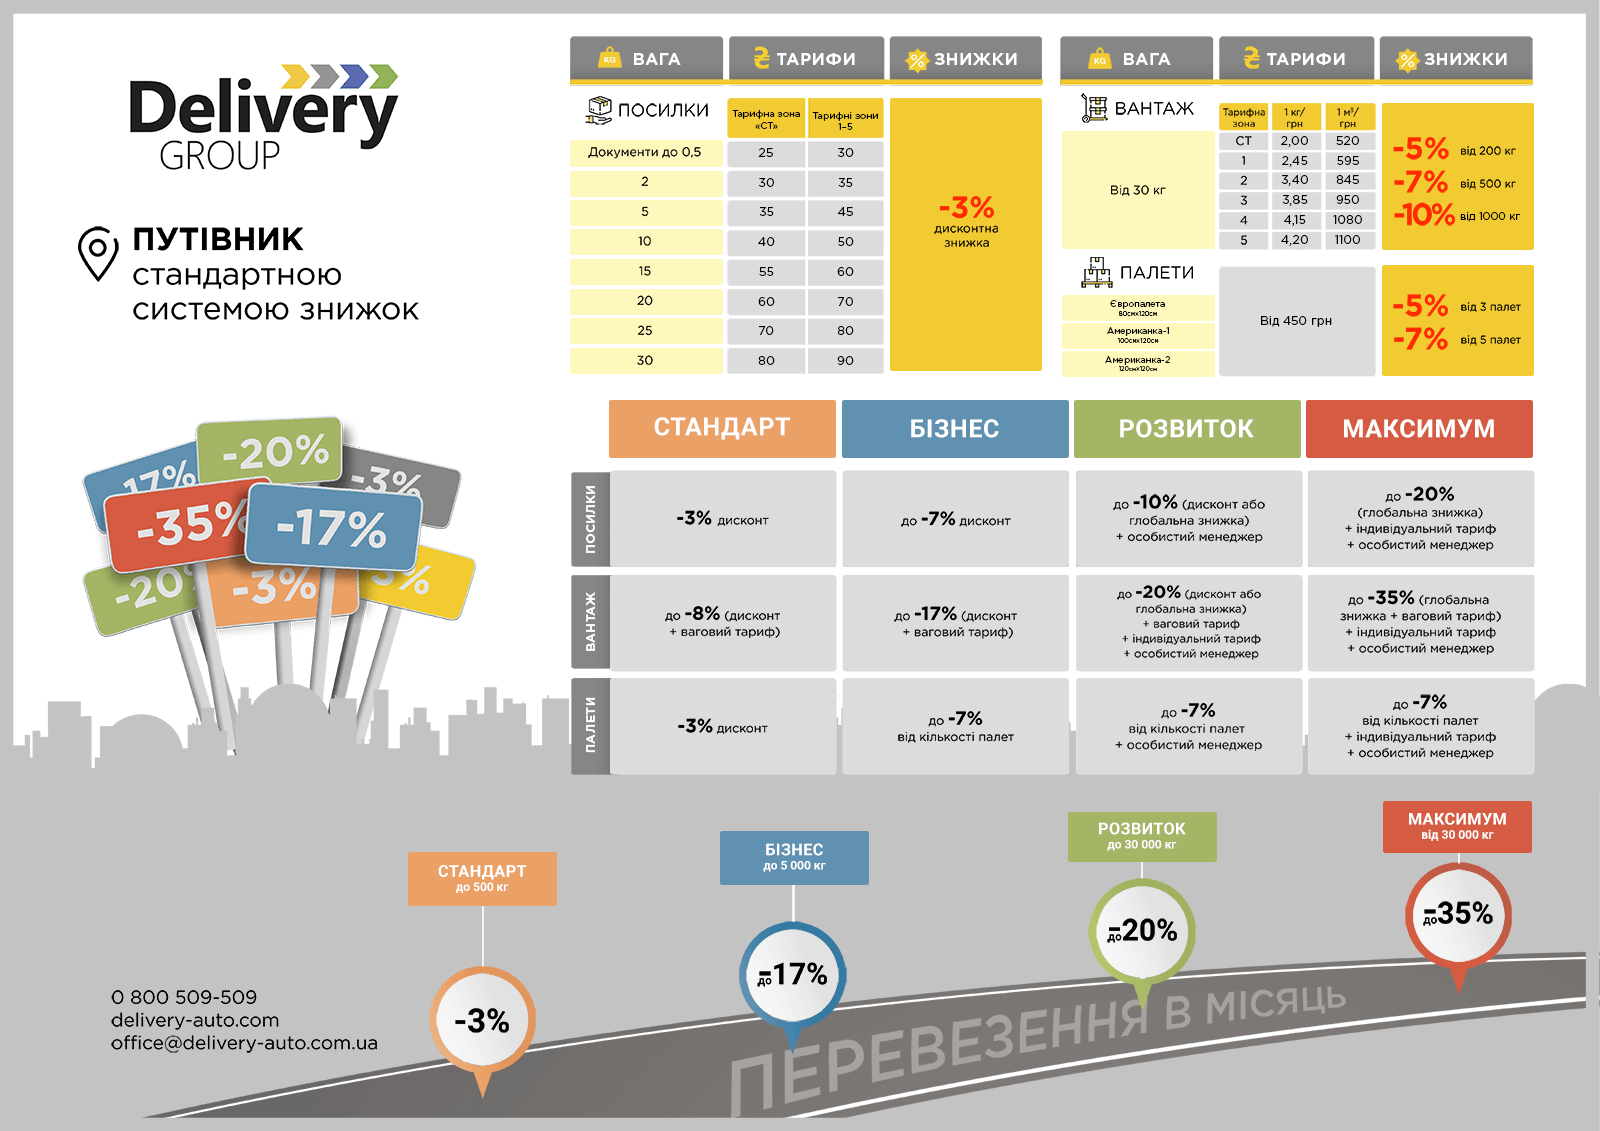 Delivery
GROUP
ПУТІВНИК
стандартною
системою знижок
KG ВАГА
₴ ТАРИФИ
% ЗНИЖКИ
ПОСИЛКИ
Тарифна зона
«СТ»
Тарифні зони
1–5
Документи до 0,5 25 30
2 30 35
5 35 45
10 40 50
15 55 60
20 60 70
25 70 80
30 80 90
-3%
дисконтна
знижка
KG ВАГА
₴ ТАРИФИ
% ЗНИЖКИ
ВАНТАЖ
Від 30 кг
Тарифна
зона
1 кг/
грн
1 м³/
грн
СТ 2,00 520
1 2,45 595
2 3,40 845
3 3,85 950
4 4,15 1080
5 4,20 1100
-5% від 200 кг
-7% від 500 кг
-10% від 1000 кг
ПАЛЕТИ
Європалета
80смх120см
Американка-1
100смх120см
Американка-2
120смх120см
Від 450 грн
-5% від 3 палет
-7% від 5 палет
-17%
-20%
-3%
-35%
-17%
-20
-3%
3%
СТАНДАРТ
БІЗНЕС
РОЗВИТОК
МАКСИМУМ
ПОСИЛКИ
-3% дисконт
до -7% дисконт
до -10% (дисконт або
глобальна знижка)
+ особистий менеджер
до -20%
(глобальна знижка)
+ індивідуальний тариф
+ особистий менеджер
ВАНТАЖ
до -8% (дисконт
+ ваговий тариф)
до -17% (дисконт
+ ваговий тариф)
до -20% (дисконт або
глобальна знижка)
+ ваговий тариф
+ індивідуальний тариф
+ особистий менеджер
до -35% (глобальна
знижка + ваговий тариф)
+ індивідуальний тариф
+ особистий менеджер
ПАЛЕТИ
-3% дисконт
до -7%
від кількості палет
до -7%
від кількості палет
+ особистий менеджер
до -7%
від кількості палет
+ індивідуальний тариф
+ особистий менеджер
СТАНДАРТ
до 500 кг
-3%
БІЗНЕС
до 5 000 кг
до -17%
РОЗВИТОК
до 30 000 кг
до -20%
МАКСИМУМ
від 30 000 кг
до -35%
ПЕРЕВЕЗЕННЯ В МІСЯЦЬ
0 800 509-509
delivery-auto.com
office@delivery-auto.com.ua